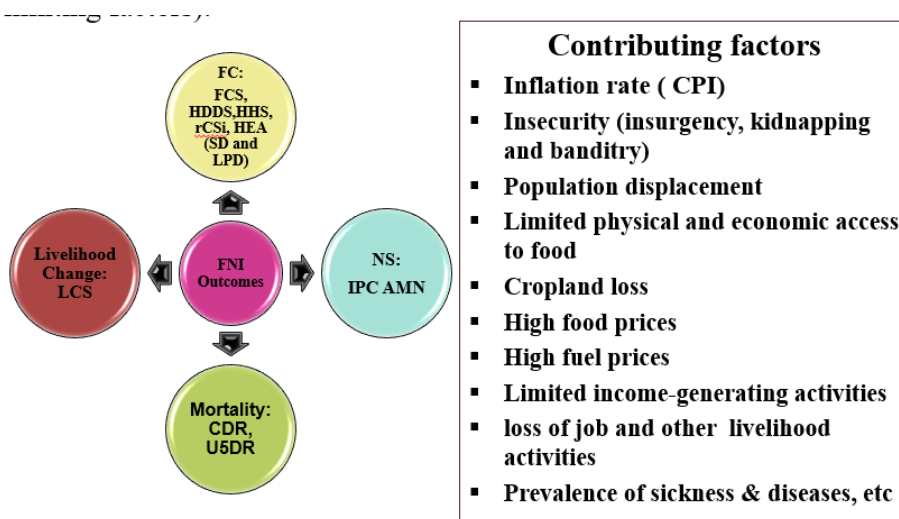 FC:
FCS,
HDDS,HHS,
rCSi, HEA
(SD and
LPD)
Livelihood
Change:
LCS
FNI
Outcomes
NS:
IPC AMN
Mortality:
CDR,
U5DR
Contributing factors
▪ Inflation rate ( CPI)
▪ Insecurity (insurgency, kidnapping
and banditry)
▪ Population displacement
▪ Limited physical and economic access
to food
▪ Cropland loss
▪ High food prices
▪ High fuel prices
▪ Limited income-generating activities
▪ loss of job and other livelihood
activities
▪ Prevalence of sickness & diseases, etc